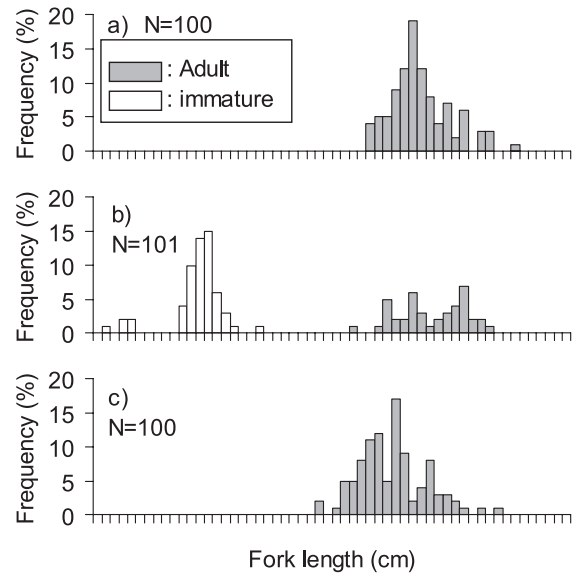 a) N=100
: Adult
: immature
Frequency (%)
20
15
10
5
0
b)
N=101
Frequency (%)
20
15
10
5
0
c)
N=100
Frequency (%)
20
15
10
5
0
Fork length (cm)